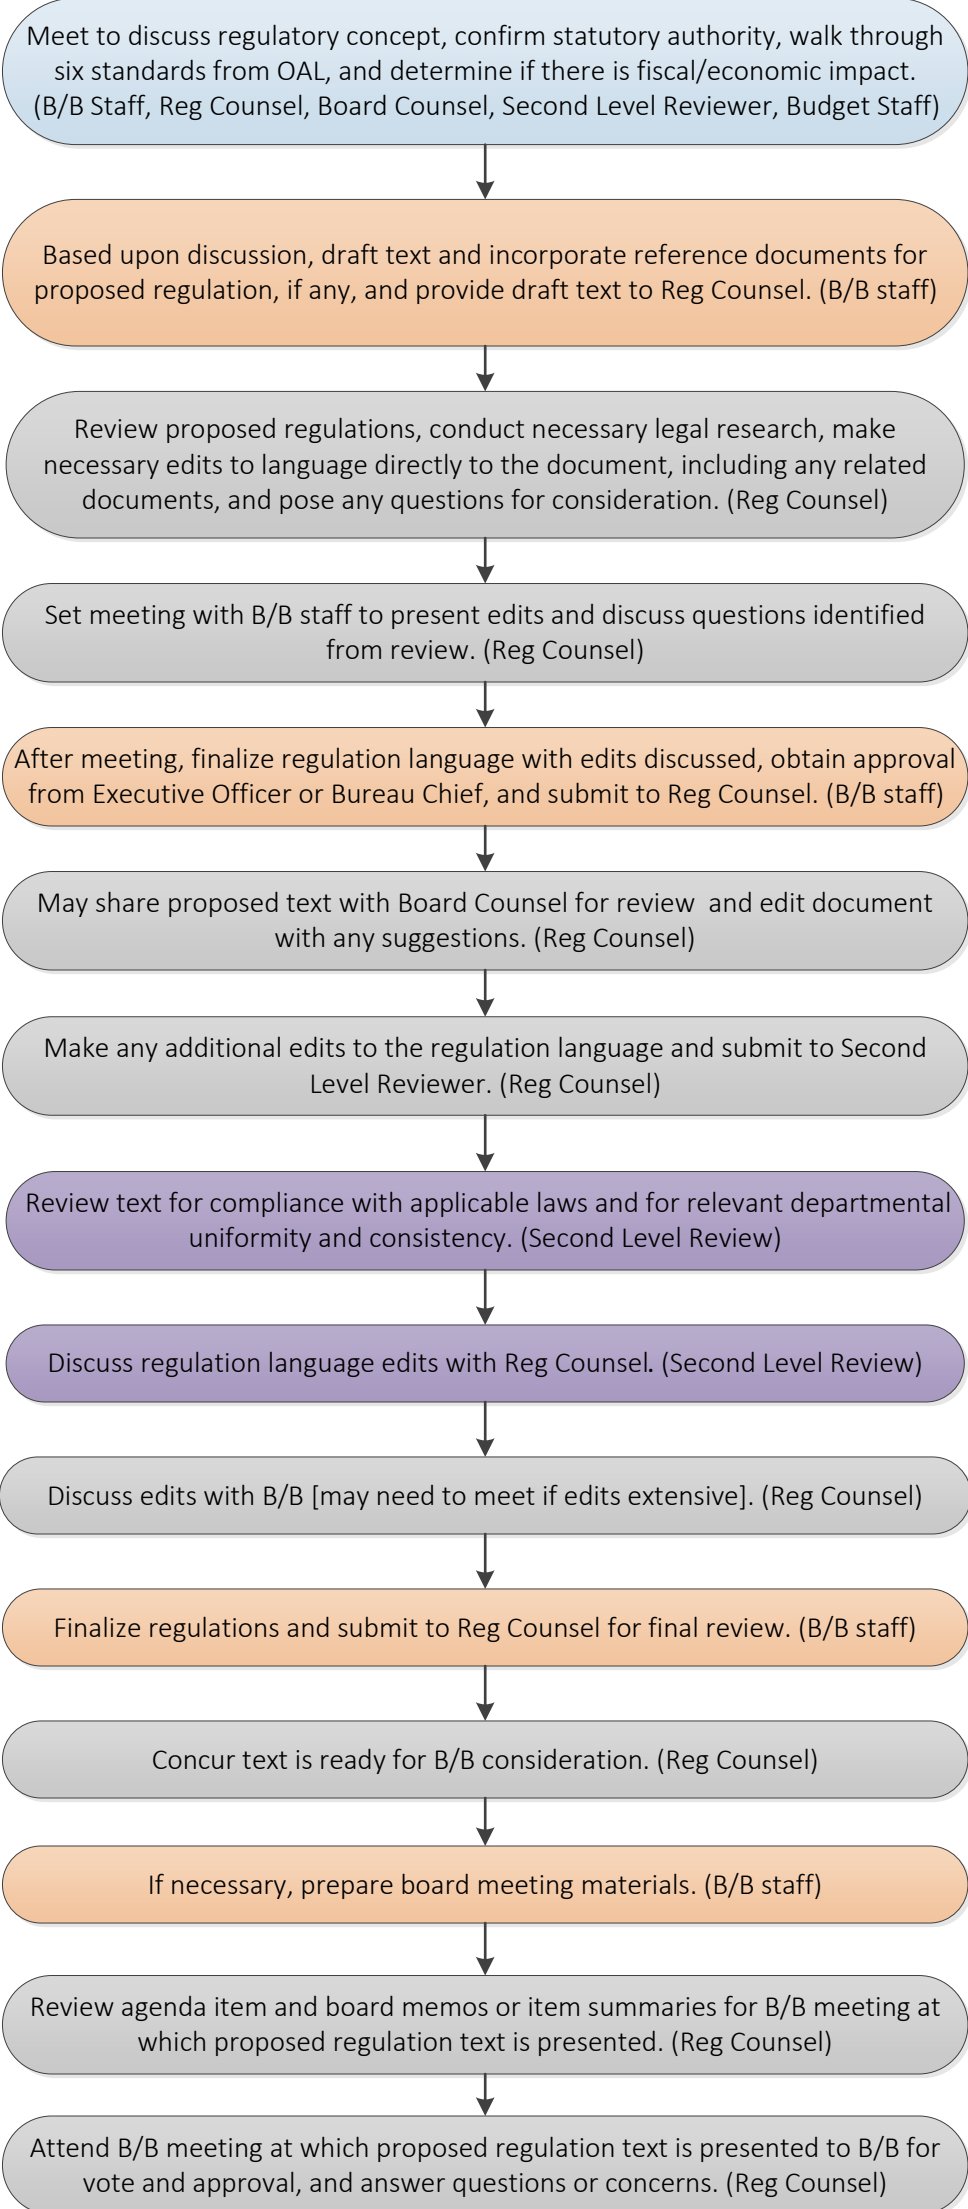 Meet to discuss regulatory concept, confirm statutory authority, walk through
six standards from OAL, and determine if there is fiscal/economic impact.
(B/B Staff, Reg Counsel, Board Counsel, Second Level Reviewer, Budget Staff)
Based upon discussion, draft text and incorporate reference documents for
proposed regulation, if any, and provide draft text to Reg Counsel. (B/B staff)
Review proposed regulations, conduct necessary legal research, make
necessary edits to language directly to the document, including any related
documents, and pose any questions for consideration. (Reg Counsel)
Set meeting with B/B staff to present edits and discuss questions identified
from review. (Reg Counsel)
After meeting, finalize regulation language with edits discussed, obtain approval
from Executive Officer or Bureau Chief, and submit to Reg Counsel. (B/B staff)
May share proposed text with Board Counsel for review  and edit document
with any suggestions. (Reg Counsel)
Make any additional edits to the regulation language and submit to Second
Level Reviewer. (Reg Counsel)
Review text for compliance with applicable laws and for relevant departmental
uniformity and consistency. (Second Level Review)
Discuss regulation language edits with Reg Counsel. (Second Level Review)
Discuss edits with B/B [may need to meet if edits extensive]. (Reg Counsel)
Finalize regulations and submit to Reg Counsel for final review. (B/B staff)
Concur text is ready for B/B consideration. (Reg Counsel)
If necessary, prepare board meeting materials. (B/B staff)
Review agenda item and board memos or item summaries for B/B meeting at
which proposed regulation text is presented. (Reg Counsel)
Attend B/B meeting at which proposed regulation text is presented to B/B for
vote and approval, and answer questions or concerns. (Reg Counsel)